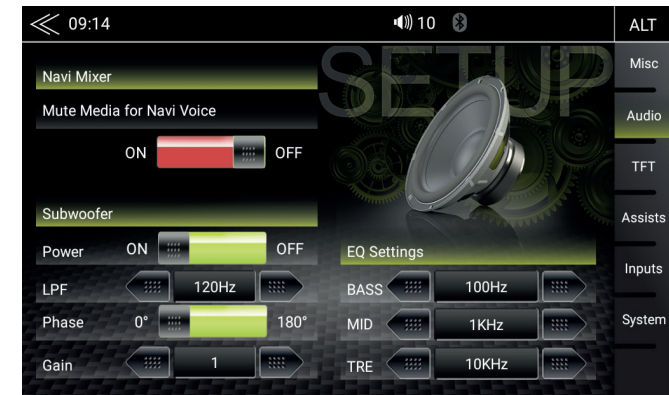 09:14
10
ALT
SETUP
Navi Mixer
Mute Media for Navi Voice
ON OFF
Subwoofer
Power ON OFF
LPF 120Hz
Phase 0° 180°
Gain 1
EQ Settings
BASS 100Hz
MID 1KHz
TRE 10KHz
Misc
Audio
TFT
Assists
Inputs
System